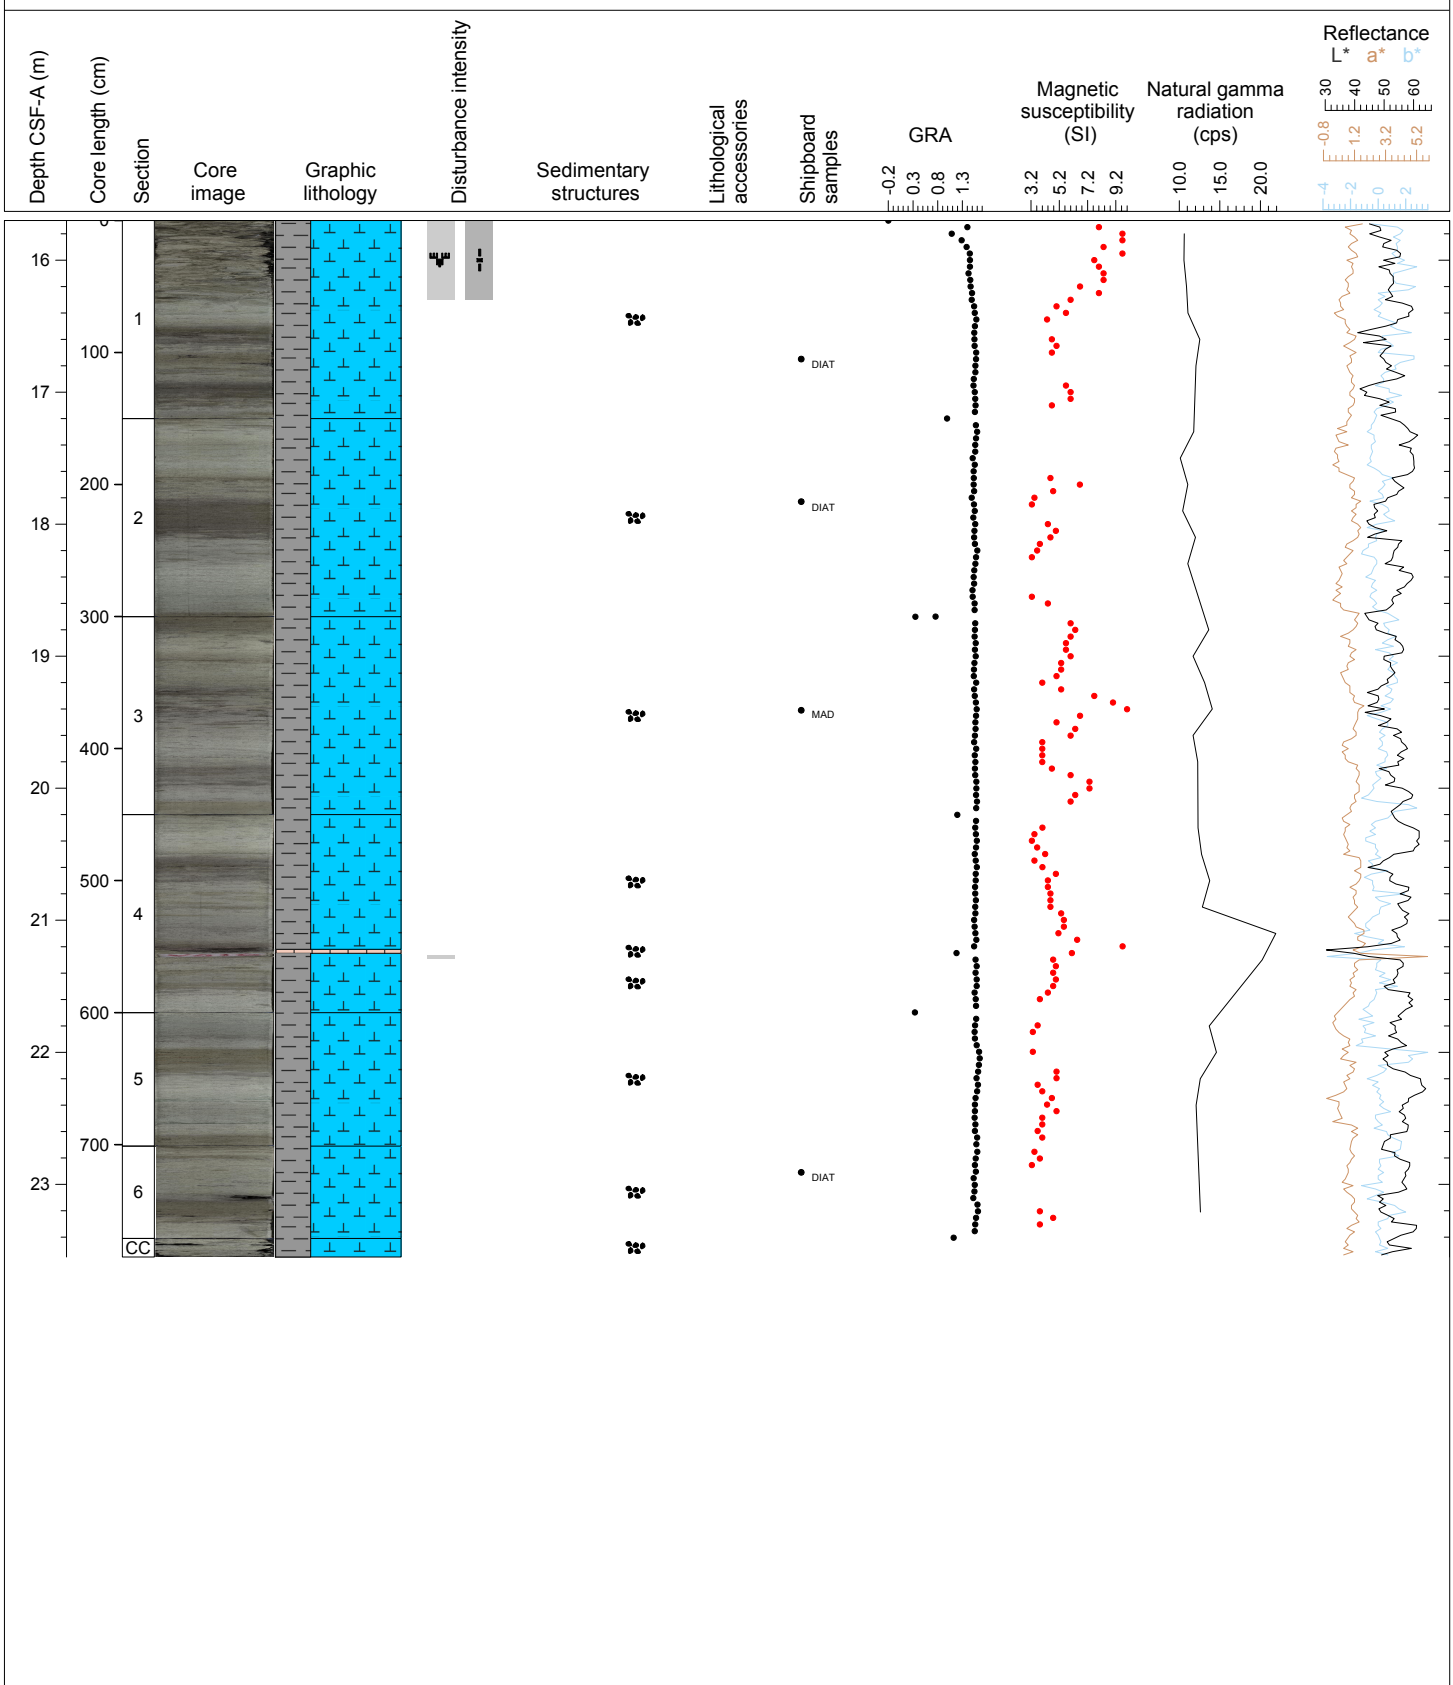 Depth CSF-A (m)
Core length (cm)
Section
Core
image
Graphic
lithology
Disturbance intensity
Sedimentary
structures
Lithological
accessories
Shipboard
samples
GRA
-0.2 0.3 0.8 1.3
Magnetic
susceptibility
(SI)
3.2 5.2 7.2 9.2
Natural gamma
radiation
(cps)
10.0 15.0 20.0
Reflectance
L* a* b*
30 40 50 60
-0.8 1.2 3.2 5.2
-4 -2 0 2
0
16
1
100
DIAT
17
200
DIAT
2
18
300
19
3
MAD
400
20
500
4
21
600
22
5
700
DIAT
23
6
CC